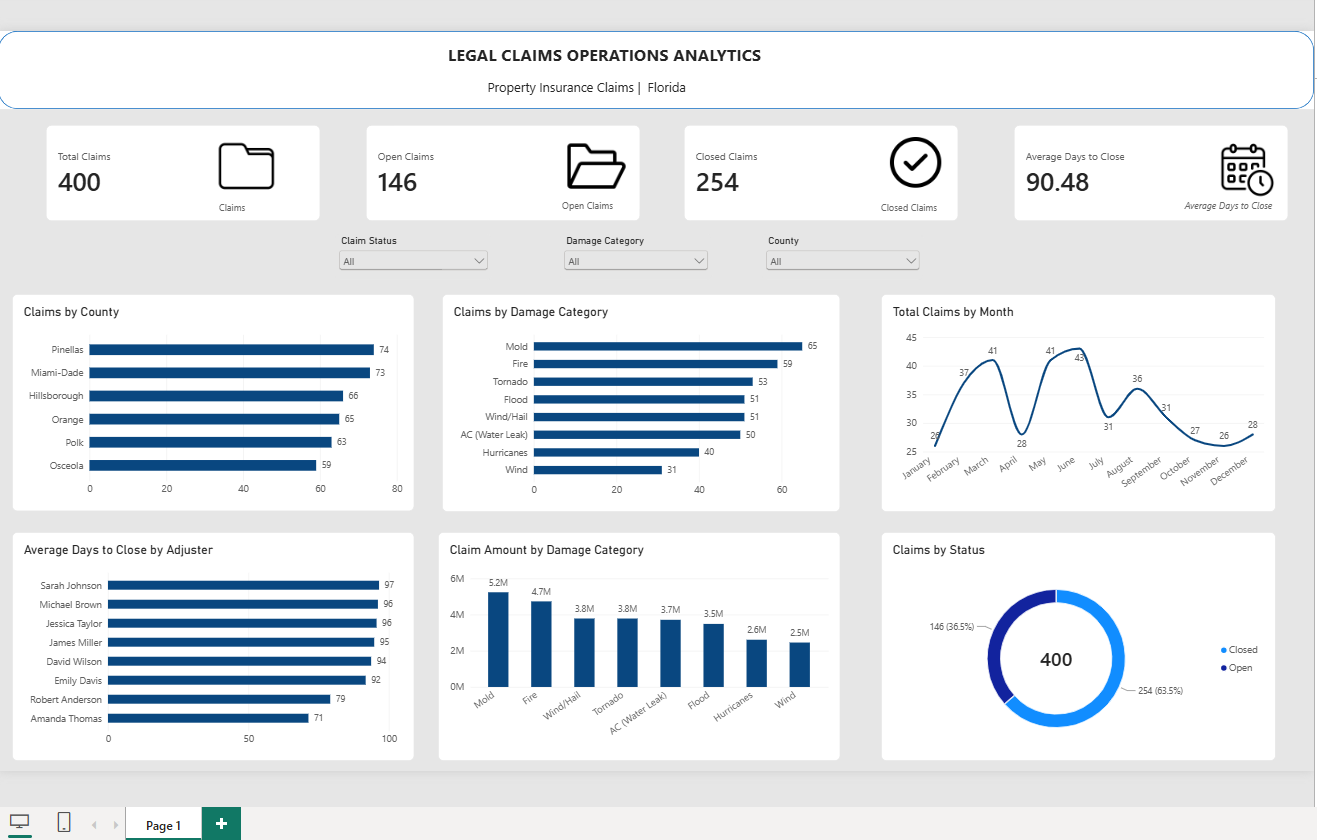 LEGAL CLAIMS OPERATIONS ANALYTICS
Property Insurance Claims | Florida
Total Claims
400
Claims
Open Claims
146
Open Claims
Closed Claims
254
Closed Claims
Average Days to Close
90.48
Average Days to Close
Claim Status
All
Damage Category
All
County
All
Claims by County
Pinellas 74
Miami-Dade 73
Hillsborough 66
Orange 65
Polk 63
Osceola 59
0 20 40 60 80
Claims by Damage Category
Mold 65
Fire 59
Tornado 53
Flood 51
Wind/Hail 51
AC (Water Leak) 50
Hurricanes 40
Wind 31
0 20 40 60
Total Claims by Month
45
40
35
30
25
26 37 41 28 41 43 31 36 31 27 26 28
January February March April May June July August September October November December
Average Days to Close by Adjuster
Sarah Johnson 97
Michael Brown 96
Jessica Taylor 96
James Miller 95
David Wilson 94
Emily Davis 92
Robert Anderson 79
Amanda Thomas 71
0 50 100
Claim Amount by Damage Category
6M
4M
2M
0M
5.2M 4.7M 3.8M 3.8M 3.7M 3.5M 2.6M 2.5M
Mold Fire Wind/Hail Tornado AC (Water Leak) Flood Hurricanes Wind
Claims by Status
146 (36.5%)
400
254 (63.5%)
Closed
Open
Page 1